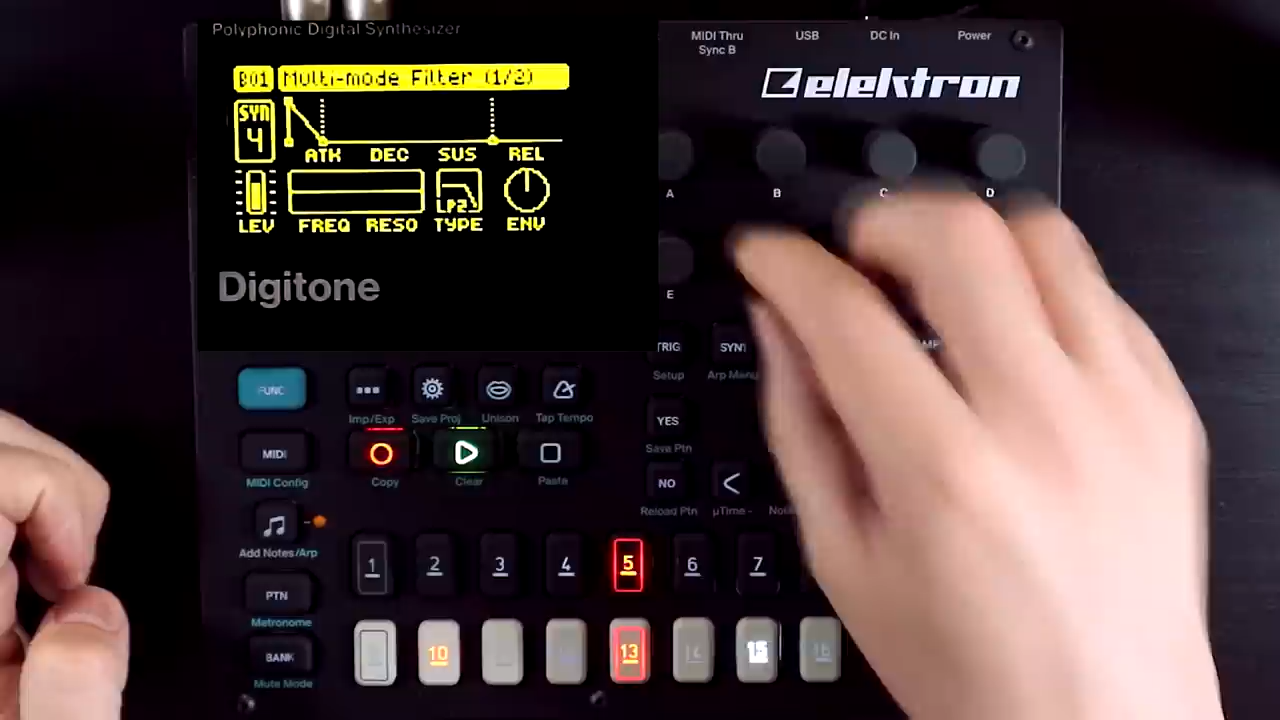 Polyphonic Digital Synthesizer
MIDI Thru
Sync B
USB
DC In
Power
elektron
B01 Multi-mode Filter (1/2)
SYN
4
ATK DEC SUS REL
LP2
LEV FREQ RESO TYPE ENV
A B C D
Digitone
E
TRIG SYN1
Setup Arp Menu
FUNC
Imp/Exp Save Proj Unison Tap Tempo
YES
Save Ptn
MIDI
MIDI Config
Copy Clear Paste
NO
Reload Ptn µTime -
Add Notes/Arp
PTN
Metronome
1 2 3 4 5 6 7
BANK
Mute Mode
10 13 14 15 16